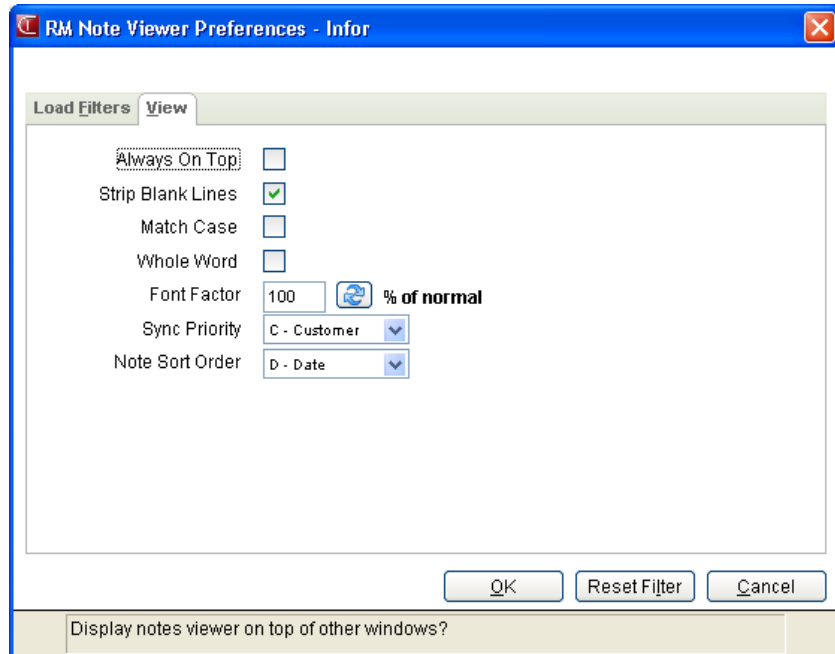 RM Note Viewer Preferences - Infor
Load Filters View
Always On Top
Strip Blank Lines
Match Case
Whole Word
Font Factor 100 % of normal
Sync Priority C - Customer
Note Sort Order D - Date
OK Reset Filter Cancel
Display notes viewer on top of other windows?